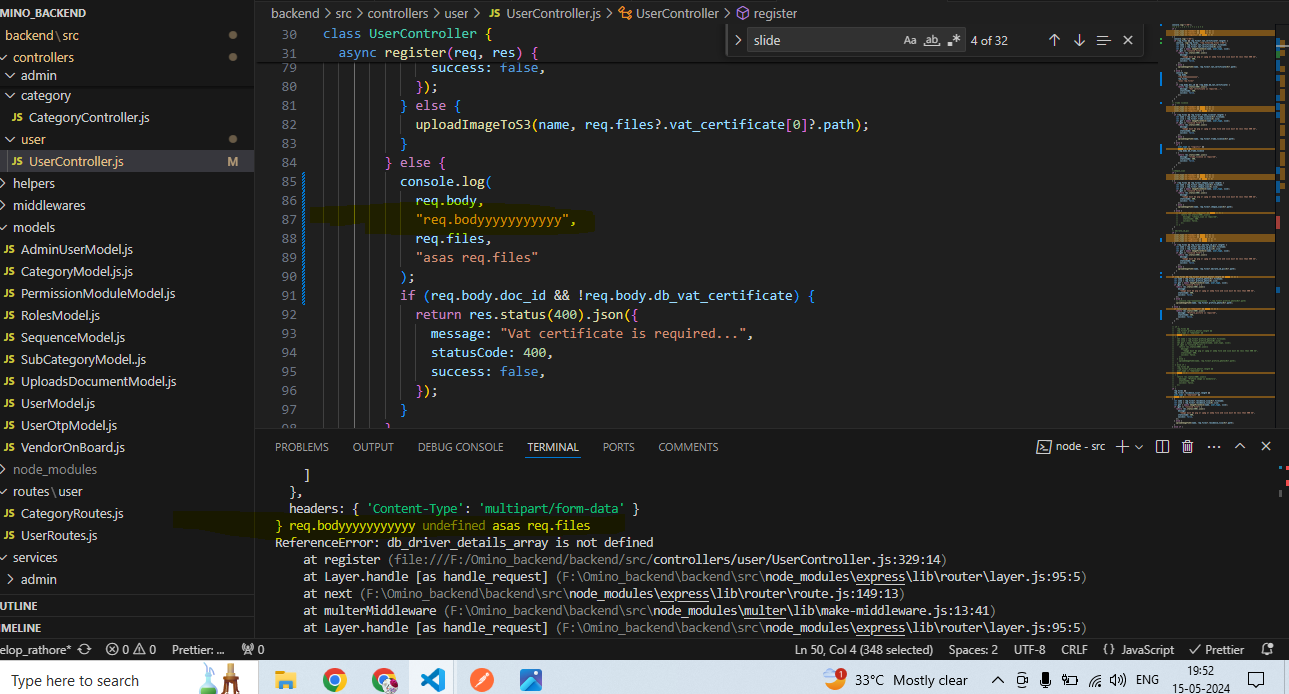 MINO_BACKEND
backend\src
controllers
admin
category
JS CategoryController.js
user
JS UserController.js M
helpers
middlewares
models
JS AdminUserModel.js
JS CategoryModel.js.js
JS PermissionModuleModel.js
JS RolesModel.js
JS SequenceModel.js
JS SubCategoryModel..js
JS UploadsDocumentModel.js
JS UserModel.js
JS UserOtpModel.js
JS VendorOnBoard.js
node_modules
routes\user
JS CategoryRoutes.js
JS UserRoutes.js
services
admin
UTLINE
IMELINE
backend > src > controllers > user > JS UserController.js > UserController > register
slide Aa ab .* 4 of 32
30 class UserController {
31 async register(req, res) {
79 success: false,
80 });
81 } else {
82 uploadImageToS3(name, req.files?.vat_certificate[0]?.path);
83 }
84 } else {
85 console.log(
86 req.body,
87 "req.bodyyyyyyyyyyyy",
88 req.files,
89 "asas req.files"
90 );
91 if (req.body.doc_id && !req.body.db_vat_certificate) {
92 return res.status(400).json({
93 message: "Vat certificate is required...",
94 statusCode: 400,
95 success: false,
96 });
97 }
98 }
PROBLEMS OUTPUT DEBUG CONSOLE TERMINAL PORTS COMMENTS node - src
]
},
headers: { 'Content-Type': 'multipart/form-data' }
} req.bodyyyyyyyyyyyy undefined asas req.files
ReferenceError: db_driver_details_array is not defined
at register (file:///F:/Omino_backend/backend/src/controllers/user/UserController.js:329:14)
at Layer.handle [as handle_request] (F:\Omino_backend\backend\src\node_modules\express\lib\router\layer.js:95:5)
at next (F:\Omino_backend\backend\src\node_modules\express\lib\router\route.js:149:13)
at multerMiddleware (F:\Omino_backend\backend\src\node_modules\multer\lib\make-middleware.js:13:41)
at Layer.handle [as handle_request] (F:\Omino_backend\backend\src\node_modules\express\lib\router\layer.js:95:5)
elop_rathore* 0 0 Prettier: ... 0 Ln 50, Col 4 (348 selected) Spaces: 2 UTF-8 CRLF {} JavaScript Prettier
Type here to search 1 33°C Mostly clear ENG 19:52
15-05-2024